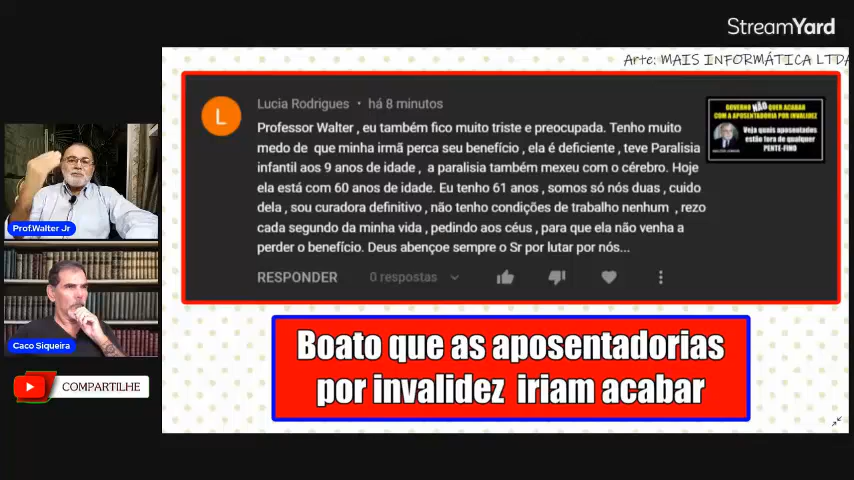 StreamYard
Arte: MAIS INFORMÁTICA LTDA
L
Lucia Rodrigues • há 8 minutos
Professor Walter , eu também fico muito triste e preocupada. Tenho muito
medo de que minha irmã perca seu benefício , ela é deficiente , teve Paralisia
infantil aos 9 anos de idade , a paralisia também mexeu com o cérebro. Hoje
ela está com 60 anos de idade. Eu tenho 61 anos , somos só nós duas , cuido
dela , sou curadora definitivo , não tenho condições de trabalho nenhum , rezo
cada segundo da minha vida , pedindo aos céus , para que ela não venha a
perder o benefício. Deus abençoe sempre o Sr por lutar por nós...
RESPONDER 0 respostas
GOVERNO NÃO QUER ACABAR
COM A APOSENTADORIA POR INVALIDEZ
Veja quais aposentados
estão fora de qualquer
PENTE-FINO
Prof.Walter Jr
Caco Siqueira
COMPARTILHE
Boato que as aposentadorias
por invalidez iriam acabar